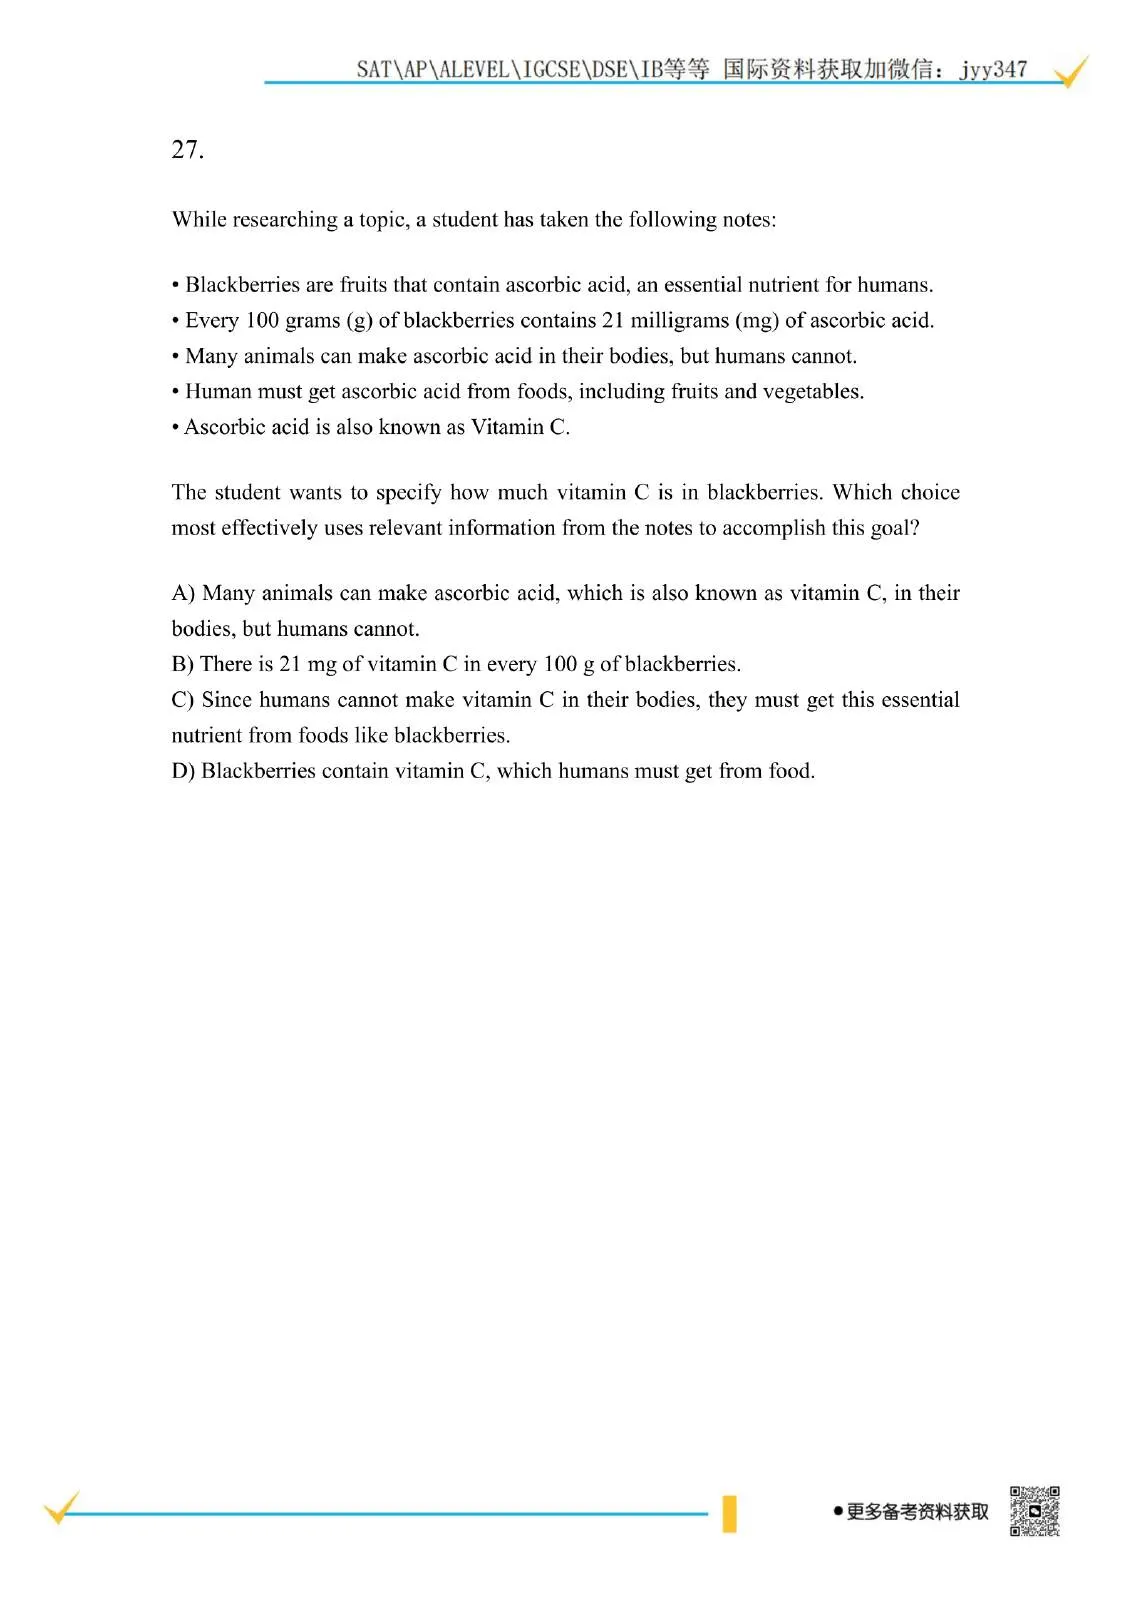 SAT\AP\ALEVEL\IGCSE\DSE\IB等等 国际资料获取加微信：jyy347
27.
While researching a topic, a student has taken the following notes:
• Blackberries are fruits that contain ascorbic acid, an essential nutrient for humans.
• Every 100 grams (g) of blackberries contains 21 milligrams (mg) of ascorbic acid.
• Many animals can make ascorbic acid in their bodies, but humans cannot.
• Human must get ascorbic acid from foods, including fruits and vegetables.
• Ascorbic acid is also known as Vitamin C.
The student wants to specify how much vitamin C is in blackberries. Which choice
most effectively uses relevant information from the notes to accomplish this goal?
A) Many animals can make ascorbic acid, which is also known as vitamin C, in their
bodies, but humans cannot.
B) There is 21 mg of vitamin C in every 100 g of blackberries.
C) Since humans cannot make vitamin C in their bodies, they must get this essential
nutrient from foods like blackberries.
D) Blackberries contain vitamin C, which humans must get from food.
•更多备考资料获取